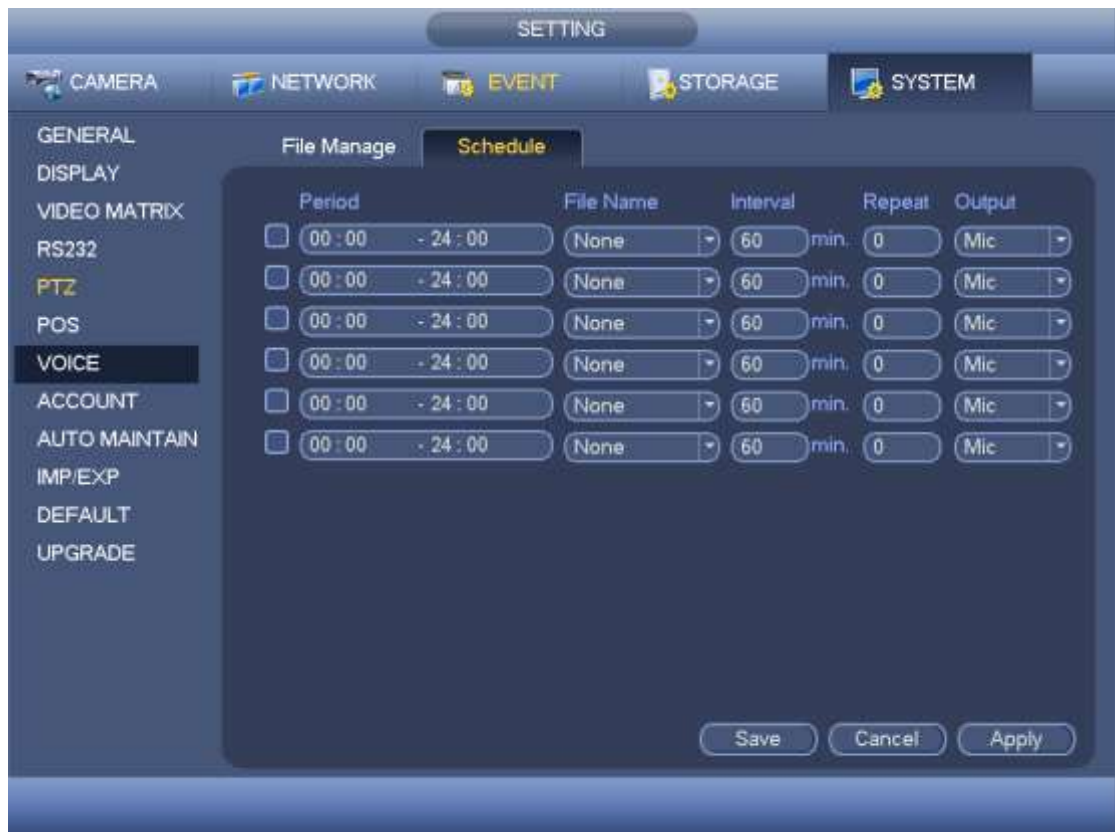 SETTING
CAMERA NETWORK EVENT STORAGE SYSTEM
GENERAL
DISPLAY
VIDEO MATRIX
RS232
PTZ
POS
VOICE
ACCOUNT
AUTO MAINTAIN
IMP/EXP
DEFAULT
UPGRADE
File Manage Schedule
Period File Name Interval Repeat Output
00 : 00 - 24 : 00 None 60 min. 0 Mic
00 : 00 - 24 : 00 None 60 min. 0 Mic
00 : 00 - 24 : 00 None 60 min. 0 Mic
00 : 00 - 24 : 00 None 60 min. 0 Mic
00 : 00 - 24 : 00 None 60 min. 0 Mic
00 : 00 - 24 : 00 None 60 min. 0 Mic
Save Cancel Apply